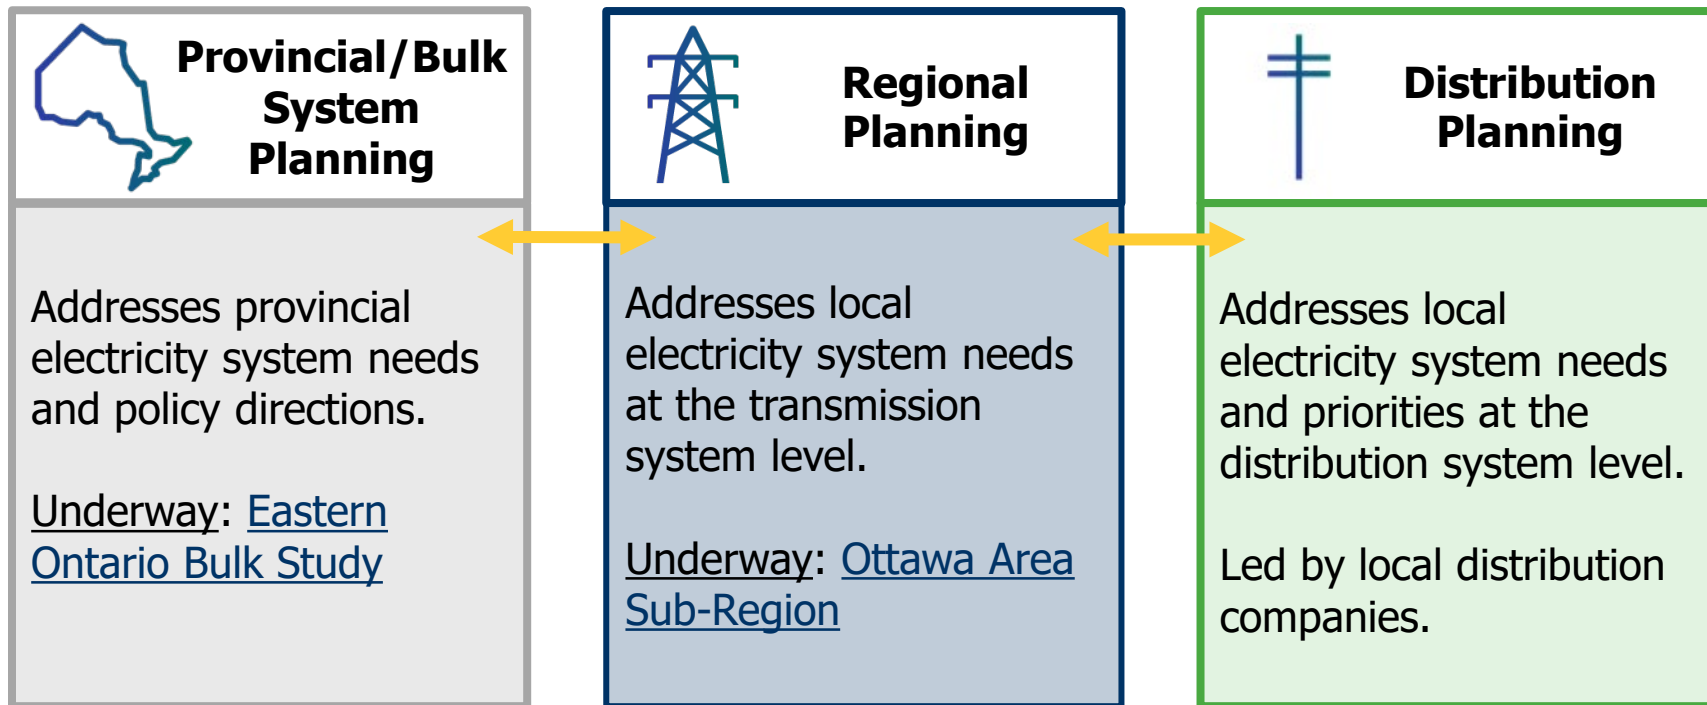 Provincial/Bulk
System
Planning
Addresses provincial
electricity system needs
and policy directions.
Underway: Eastern
Ontario Bulk Study
Regional
Planning
Addresses local
electricity system needs
at the transmission
system level.
Underway: Ottawa Area
Sub-Region
Distribution
Planning
Addresses local
electricity system needs
and priorities at the
distribution system level.
Led by local distribution
companies.